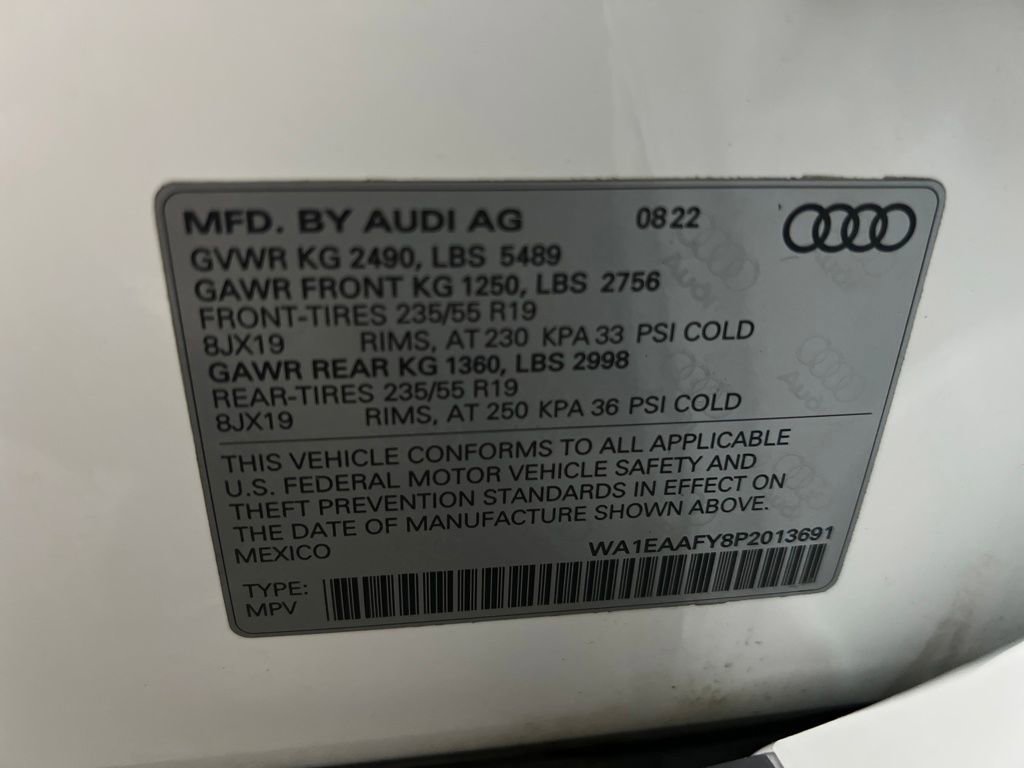 MFD. BY AUDI AG 08 22
GVWR KG 2490, LBS 5489
GAWR FRONT KG 1250, LBS 2756
FRONT-TIRES 235/55 R19
8JX19 RIMS, AT 230 KPA 33 PSI COLD
GAWR REAR KG 1360, LBS 2998
REAR-TIRES 235/55 R19
8JX19 RIMS, AT 250 KPA 36 PSI COLD
THIS VEHICLE CONFORMS TO ALL APPLICABLE
U.S. FEDERAL MOTOR VEHICLE SAFETY AND
THEFT PREVENTION STANDARDS IN EFFECT ON
THE DATE OF MANUFACTURE SHOWN ABOVE.
MEXICO WA1EAAFY8P2013691
TYPE:
MPV
Audi
Audi